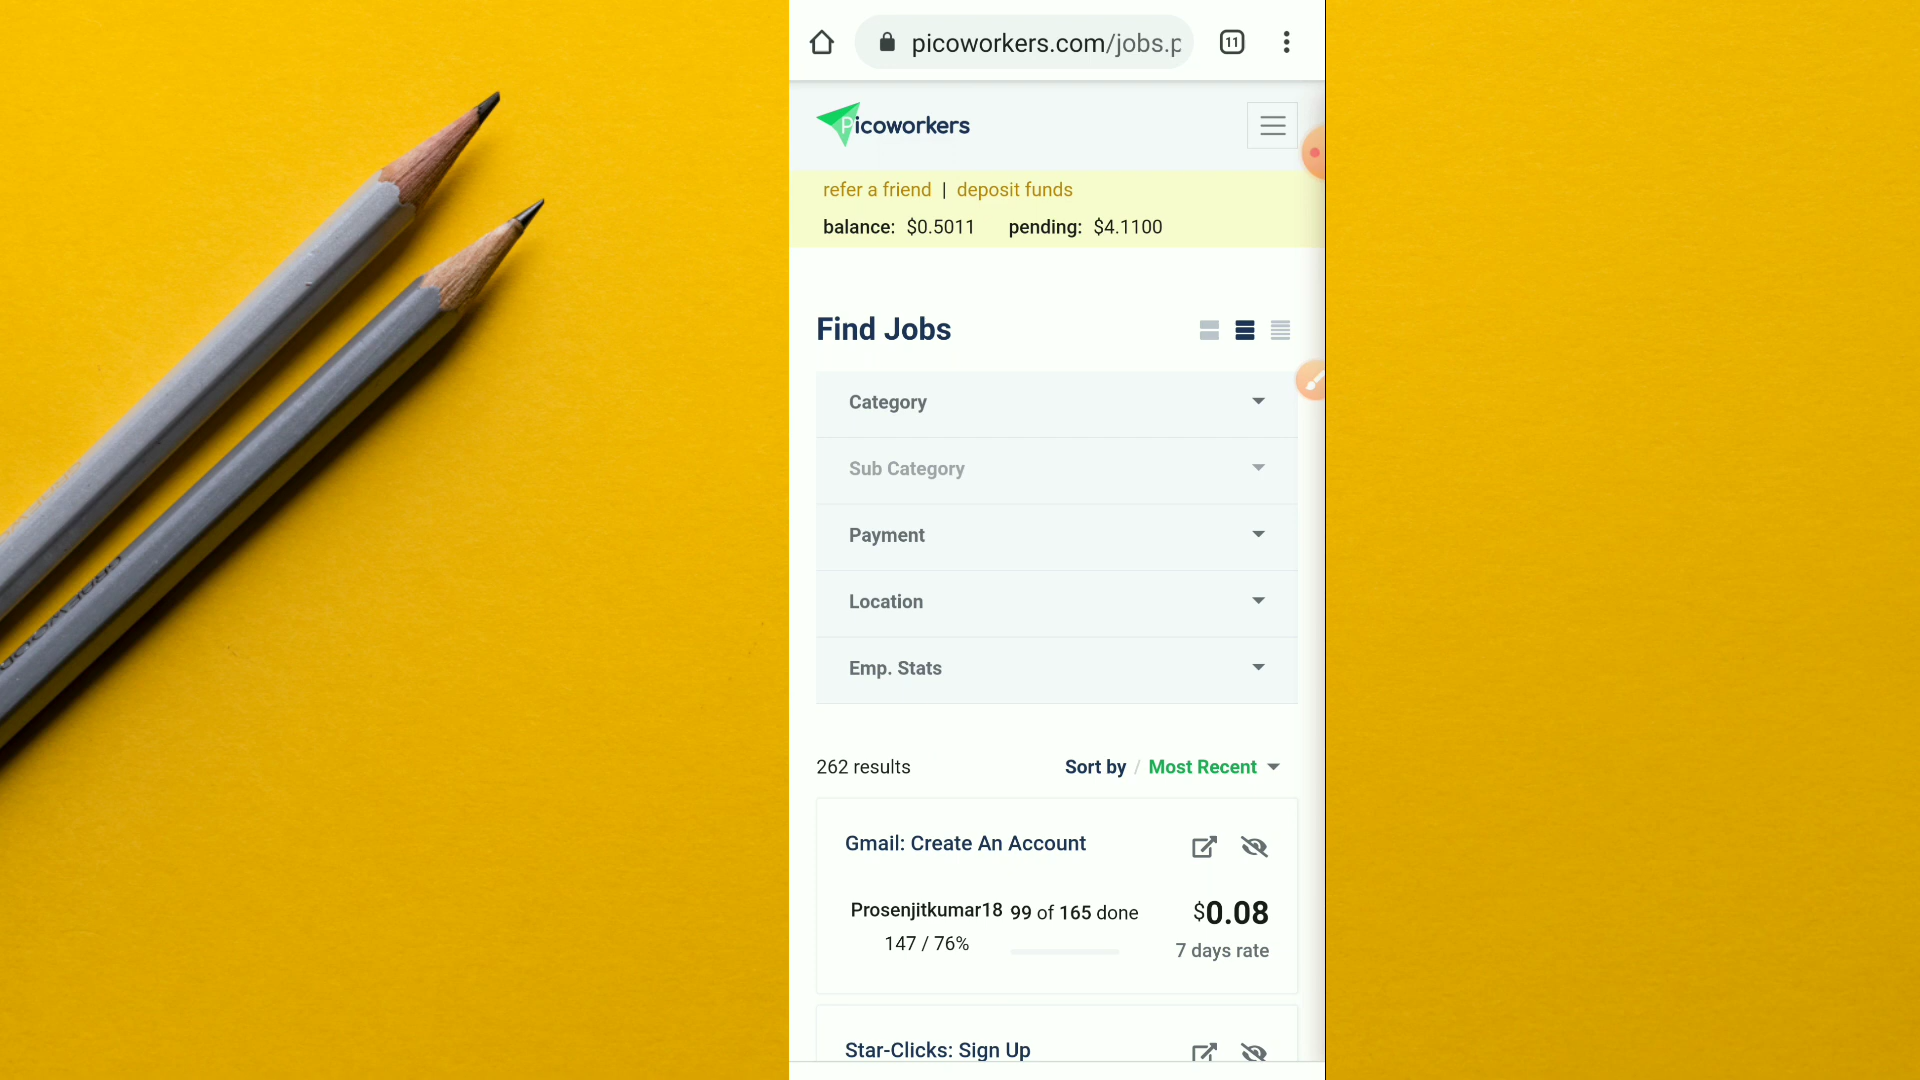 picoworkers.com/jobs.p
11
Picoworkers
refer a friend | deposit funds
balance: $0.5011 pending: $4.1100
Find Jobs
Category
Sub Category
Payment
Location
Emp. Stats
262 results Sort by / Most Recent
Gmail: Create An Account
Prosenjitkumar18 99 of 165 done $0.08
147 / 76% 7 days rate
Star-Clicks: Sign Up